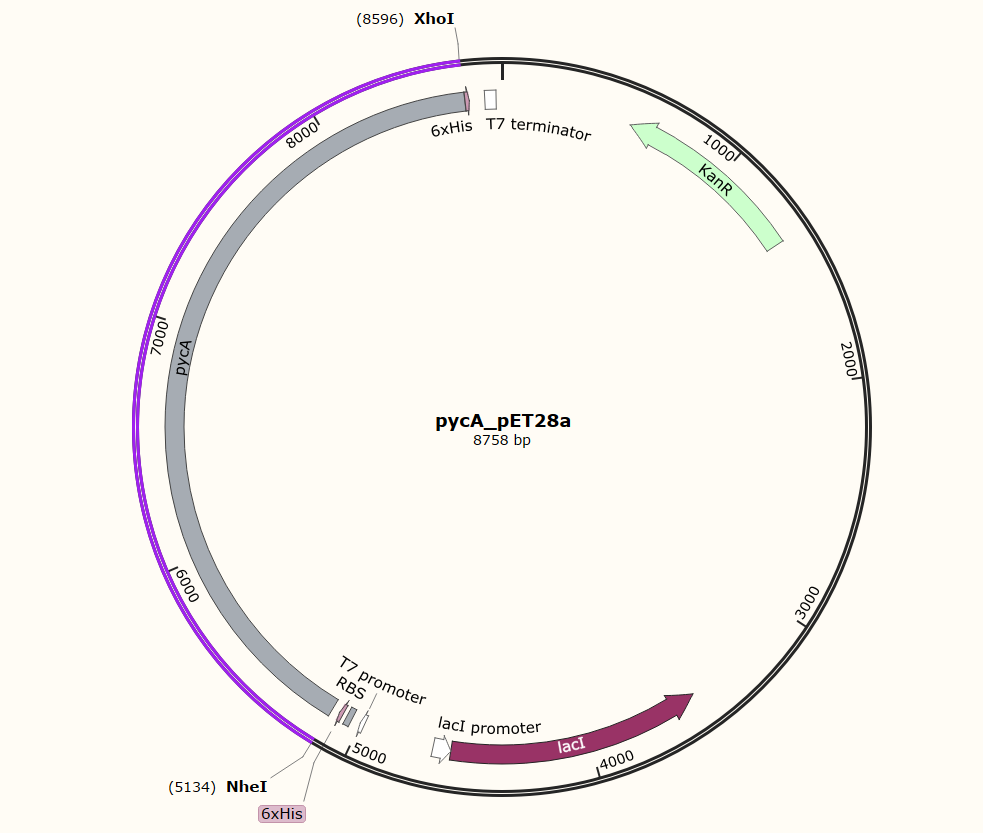 (8596) XhoI
8000
6xHis
T7 terminator
1000
KanR
2000
7000
pycA
pycA_pET28a
8758 bp
6000
3000
T7 promoter
RBS
lacI promoter
lacI
5000
4000
(5134) NheI
6xHis